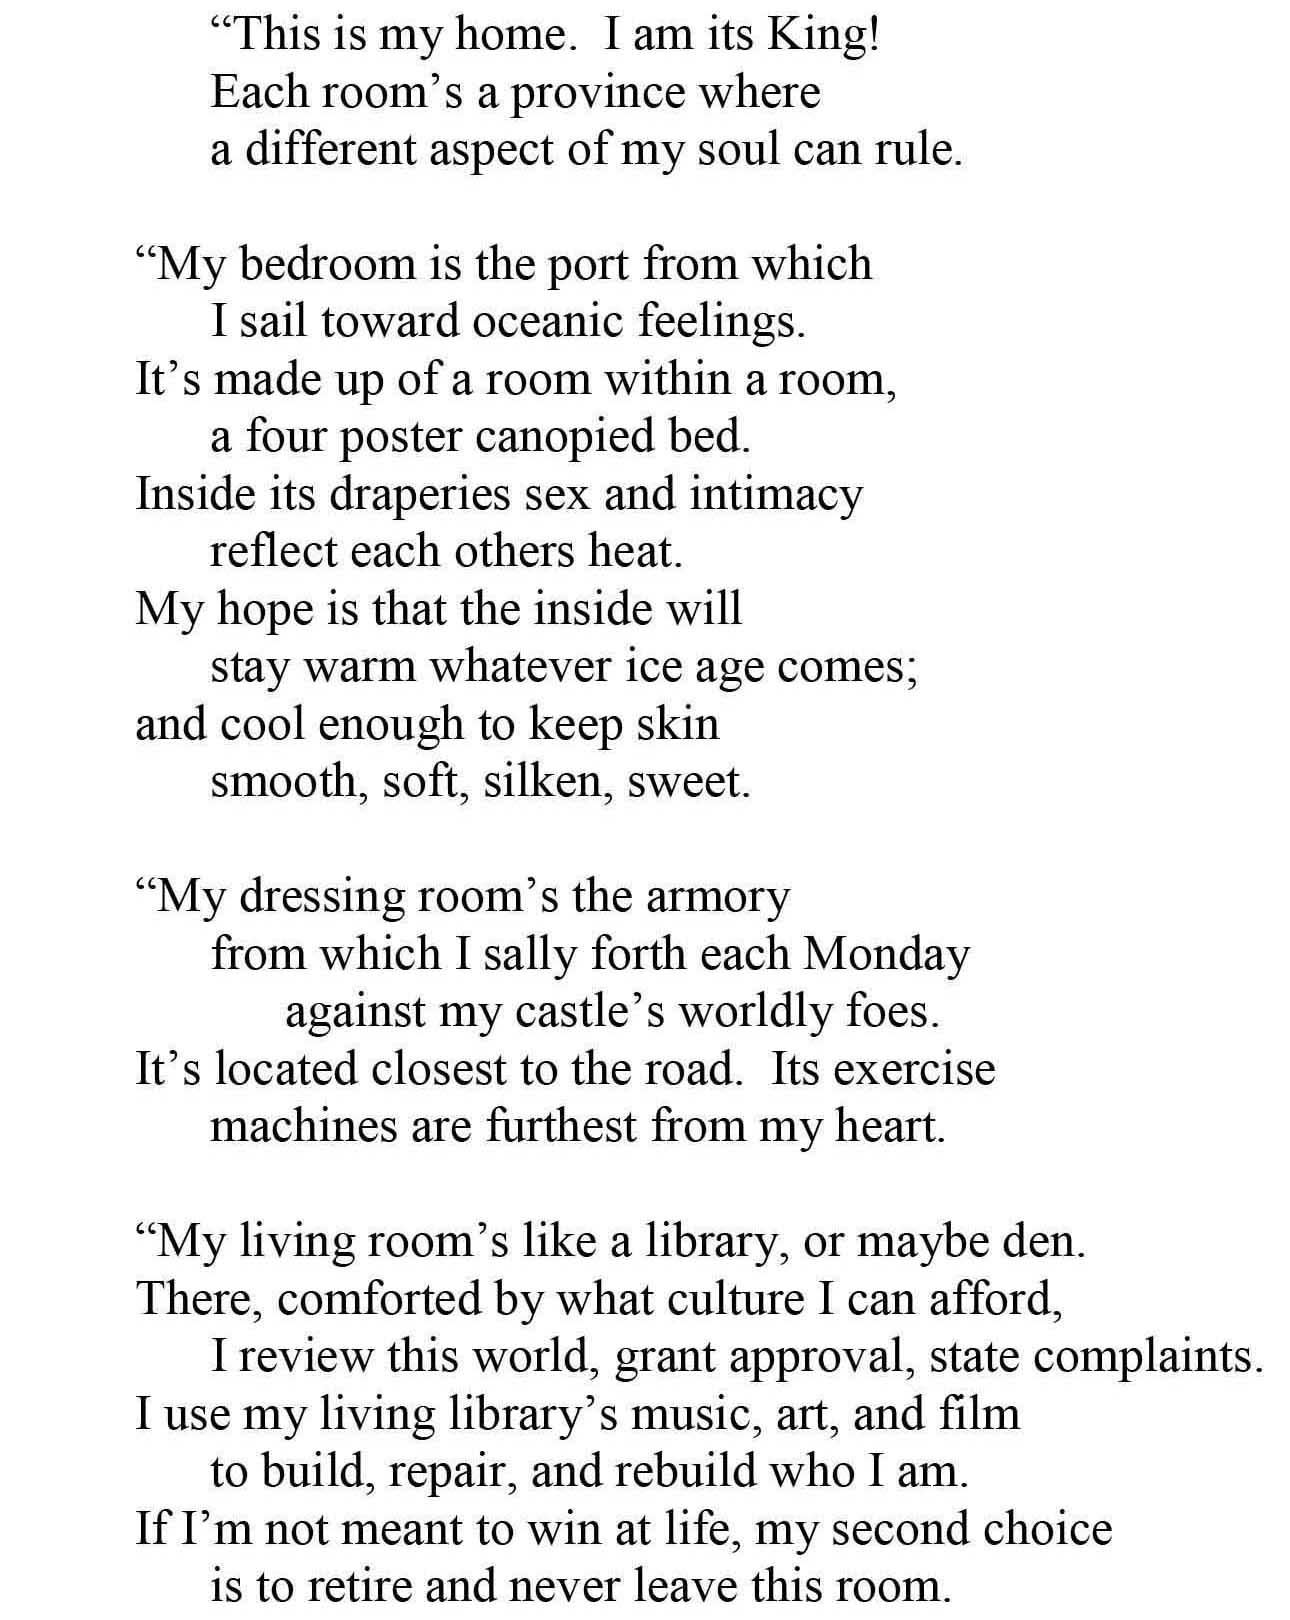 “This is my home.  I am its King!
Each room’s a province where
a different aspect of my soul can rule.
“My bedroom is the port from which
I sail toward oceanic feelings.
It’s made up of a room within a room,
a four poster canopied bed.
Inside its draperies sex and intimacy
reflect each others heat.
My hope is that the inside will
stay warm whatever ice age comes;
and cool enough to keep skin
smooth, soft, silken, sweet.
“My dressing room’s the armory
from which I sally forth each Monday
against my castle’s worldly foes.
It’s located closest to the road.  Its exercise
machines are furthest from my heart.
“My living room’s like a library, or maybe den.
There, comforted by what culture I can afford,
I review this world, grant approval, state complaints.
I use my living library’s music, art, and film
to build, repair, and rebuild who I am.
If I’m not meant to win at life, my second choice
is to retire and never leave this room.